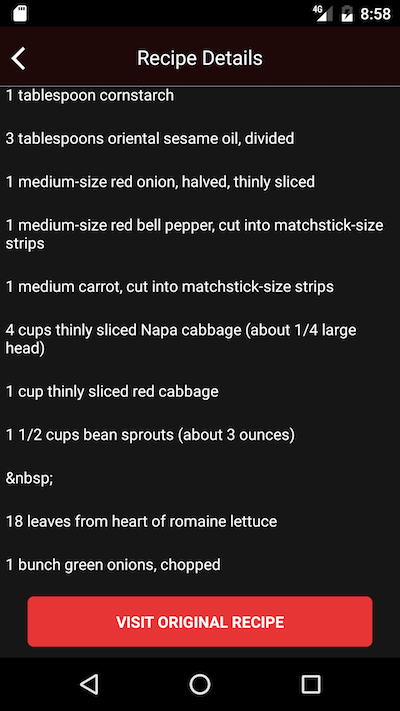 4G 8:58
Recipe Details
1 tablespoon cornstarch
3 tablespoons oriental sesame oil, divided
1 medium-size red onion, halved, thinly sliced
1 medium-size red bell pepper, cut into matchstick-size
strips
1 medium carrot, cut into matchstick-size strips
4 cups thinly sliced Napa cabbage (about 1/4 large
head)
1 cup thinly sliced red cabbage
1 1/2 cups bean sprouts (about 3 ounces)
&nbsp;
18 leaves from heart of romaine lettuce
1 bunch green onions, chopped
VISIT ORIGINAL RECIPE